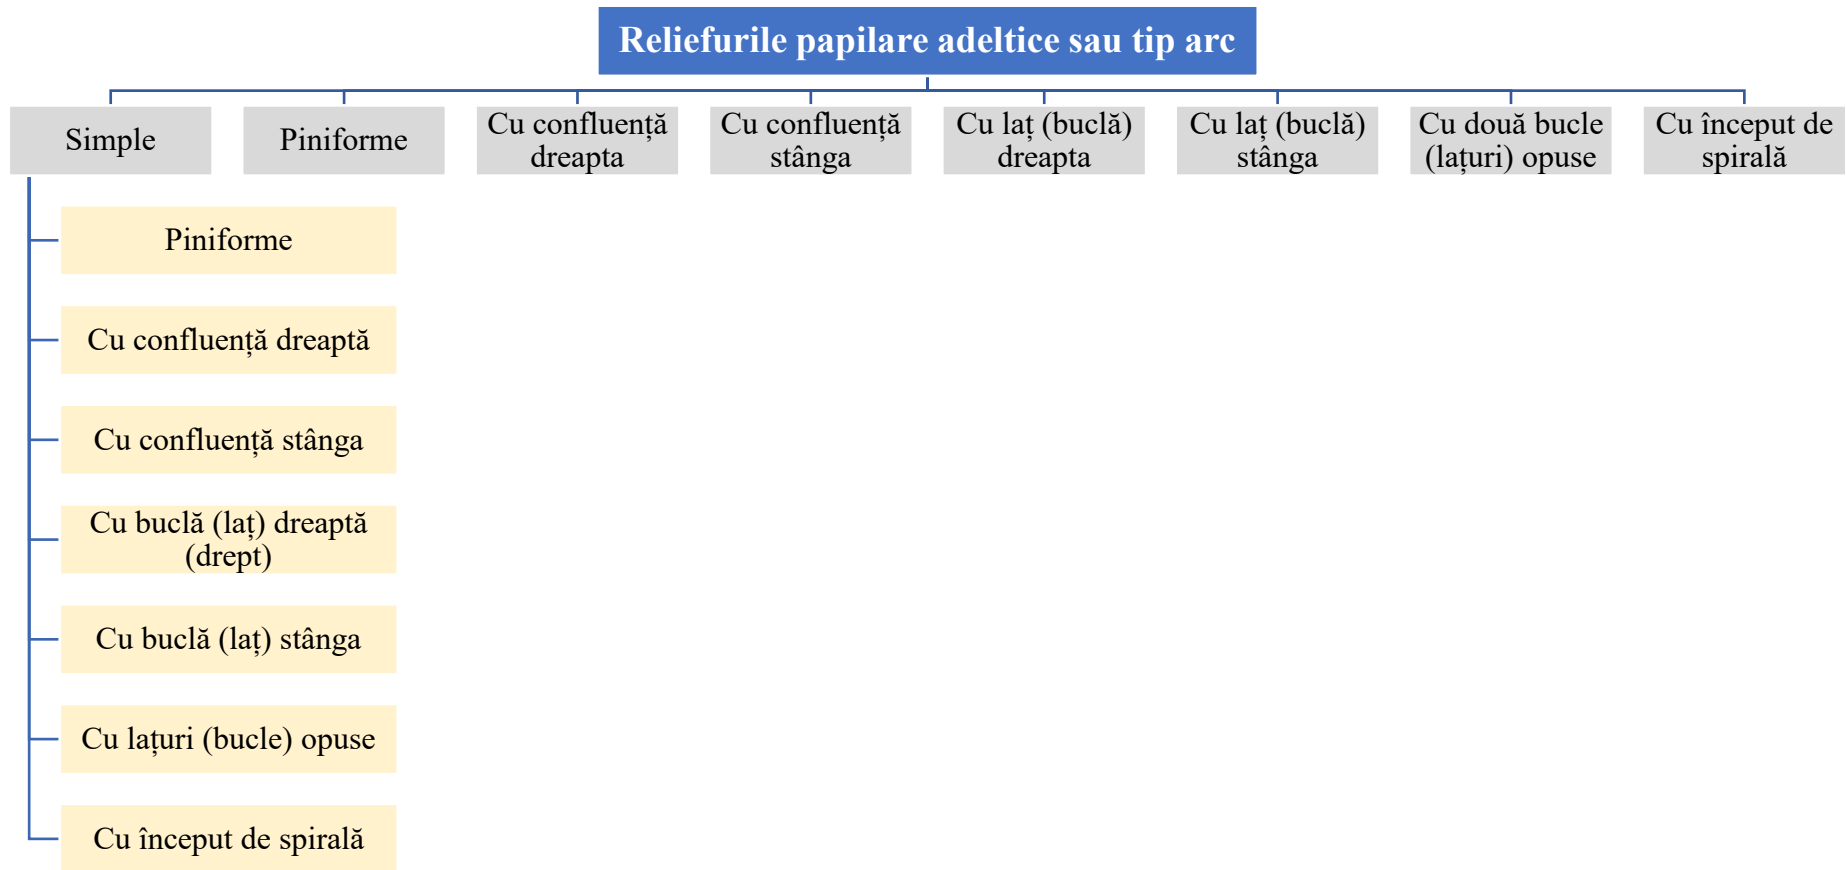 Reliefurile papilare adeltice sau tip arc
Simple
Piniforme
Cu confluență
dreapta
Cu confluență
stânga
Cu laț (buclă)
dreapta
Cu laț (buclă)
stânga
Cu două bucle
(lațuri) opuse
Cu început de
spirală
Piniforme
Cu confluență dreaptă
Cu confluență stânga
Cu buclă (laț) dreaptă
(drept)
Cu buclă (laț) stânga
Cu lațuri (bucle) opuse
Cu început de spirală